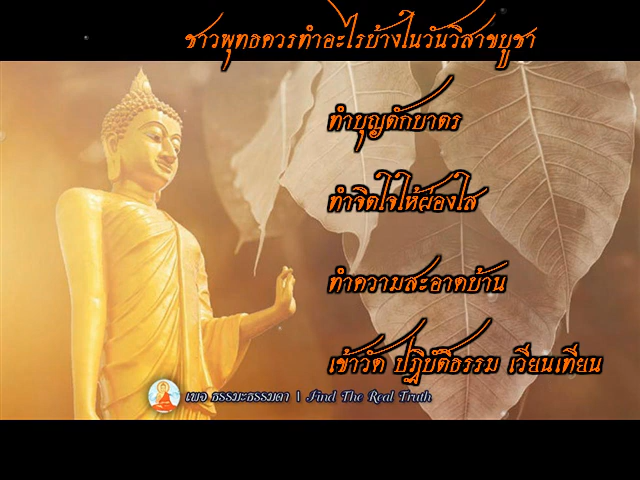 ชาวพุทธควรทำอะไรบ้างในวันวิสาขบูชา
ทำบุญตักบาตร
ทำจิตใจให้ผ่องใส
ทำความสะอาดบ้าน
เข้าวัด ปฏิบัติธรรม เวียนเทียน
เพจ ธรรมะธรรมดา | Find The Real Truth